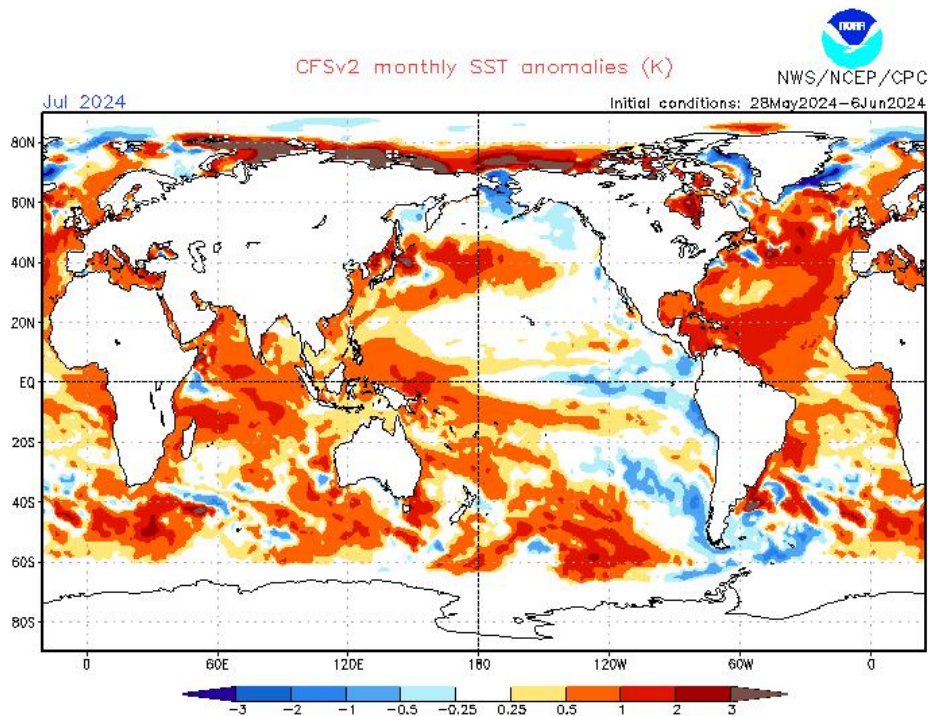 NOAA
CFSv2 monthly SST anomalies (K)
NWS/NCEP/CPC
Jul 2024
Initial conditions: 28May2024-6Jun2024
80N
60N
40N
20N
EQ
20S
40S
60S
80S
0 60E 120E 180 120W 60W 0
-3 -2 -1 -0.5 -0.25 0.25 0.5 1 2 3